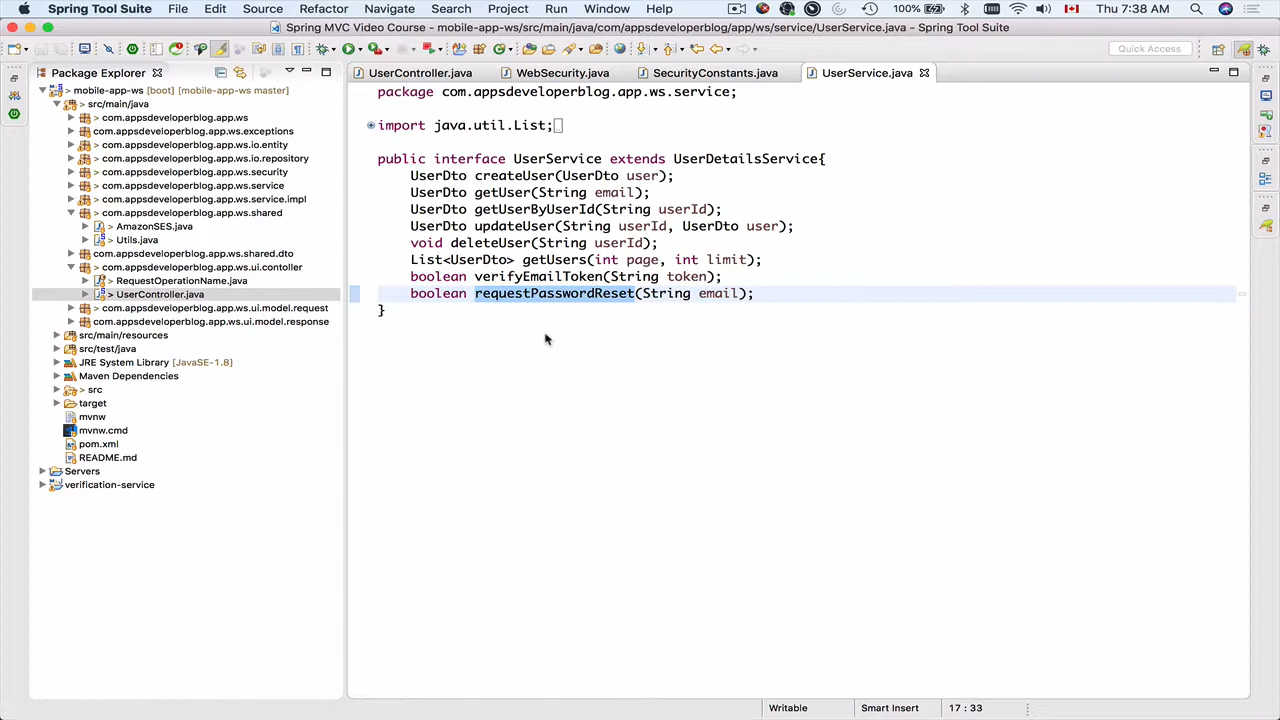 Spring Tool Suite File Edit Source Refactor Navigate Search Project Run Window Help 100% Thu 7:38 AM
Spring MVC Video Course - mobile-app-ws/src/main/java/com/appsdeveloperblog/app/ws/service/UserService.java - Spring Tool Suite
Quick Access
Package Explorer
UserController.java WebSecurity.java SecurityConstants.java UserService.java
> mobile-app-ws [boot] [mobile-app-ws master]
> src/main/java
> com.appsdeveloperblog.app.ws
com.appsdeveloperblog.app.ws.exceptions
> com.appsdeveloperblog.app.ws.io.entity
> com.appsdeveloperblog.app.ws.io.repository
> com.appsdeveloperblog.app.ws.security
> com.appsdeveloperblog.app.ws.service
> com.appsdeveloperblog.app.ws.service.impl
> com.appsdeveloperblog.app.ws.shared
> AmazonSES.java
> Utils.java
com.appsdeveloperblog.app.ws.shared.dto
> com.appsdeveloperblog.app.ws.ui.contoller
> RequestOperationName.java
> UserController.java
> com.appsdeveloperblog.app.ws.ui.model.request
com.appsdeveloperblog.app.ws.ui.model.response
src/main/resources
src/test/java
JRE System Library [JavaSE-1.8]
Maven Dependencies
> src
target
mvnw
mvnw.cmd
pom.xml
README.md
Servers
verification-service
package com.appsdeveloperblog.app.ws.service;
import java.util.List;
public interface UserService extends UserDetailsService{
UserDto createUser(UserDto user);
UserDto getUser(String email);
UserDto getUserByUserId(String userId);
UserDto updateUser(String userId, UserDto user);
void deleteUser(String userId);
List<UserDto> getUsers(int page, int limit);
boolean verifyEmailToken(String token);
boolean requestPasswordReset(String email);
}
Writable Smart Insert 17 : 33